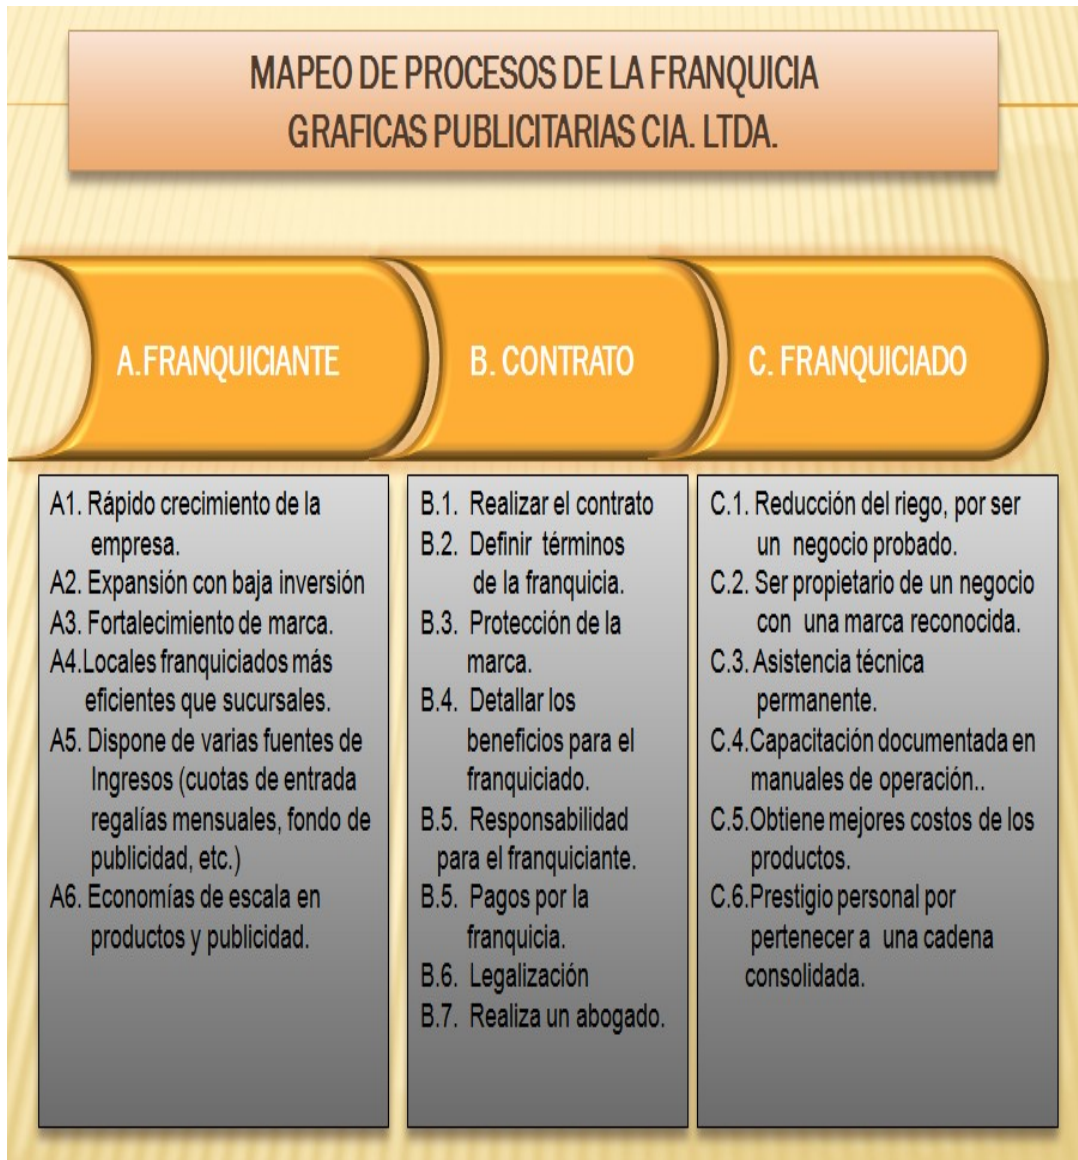 MAPEO DE PROCESOS DE LA FRANQUICIA
GRAFICAS PUBLICITARIAS CIA. LTDA.
A.FRANQUICIANTE
B. CONTRATO
C. FRANQUICIADO
A1. Rápido crecimiento de la
empresa.
A2. Expansión con baja inversión
A3. Fortalecimiento de marca.
A4.Locales franquiciados más
eficientes que sucursales.
A5. Dispone de varias fuentes de
Ingresos (cuotas de entrada
regalías mensuales, fondo de
publicidad, etc.)
A6. Economías de escala en
productos y publicidad.
B.1. Realizar el contrato
B.2. Definir términos
de la franquicia.
B.3. Protección de la
marca.
B.4. Detallar los
beneficios para el
franquiciado.
B.5. Responsabilidad
para el franquiciante.
B.5. Pagos por la
franquicia.
B.6. Legalización
B.7. Realiza un abogado.
C.1. Reducción del riego, por ser
un negocio probado.
C.2. Ser propietario de un negocio
con una marca reconocida.
C.3. Asistencia técnica
permanente.
C.4.Capacitación documentada en
manuales de operación..
C.5.Obtiene mejores costos de los
productos.
C.6.Prestigio personal por
pertenecer a una cadena
consolidada.